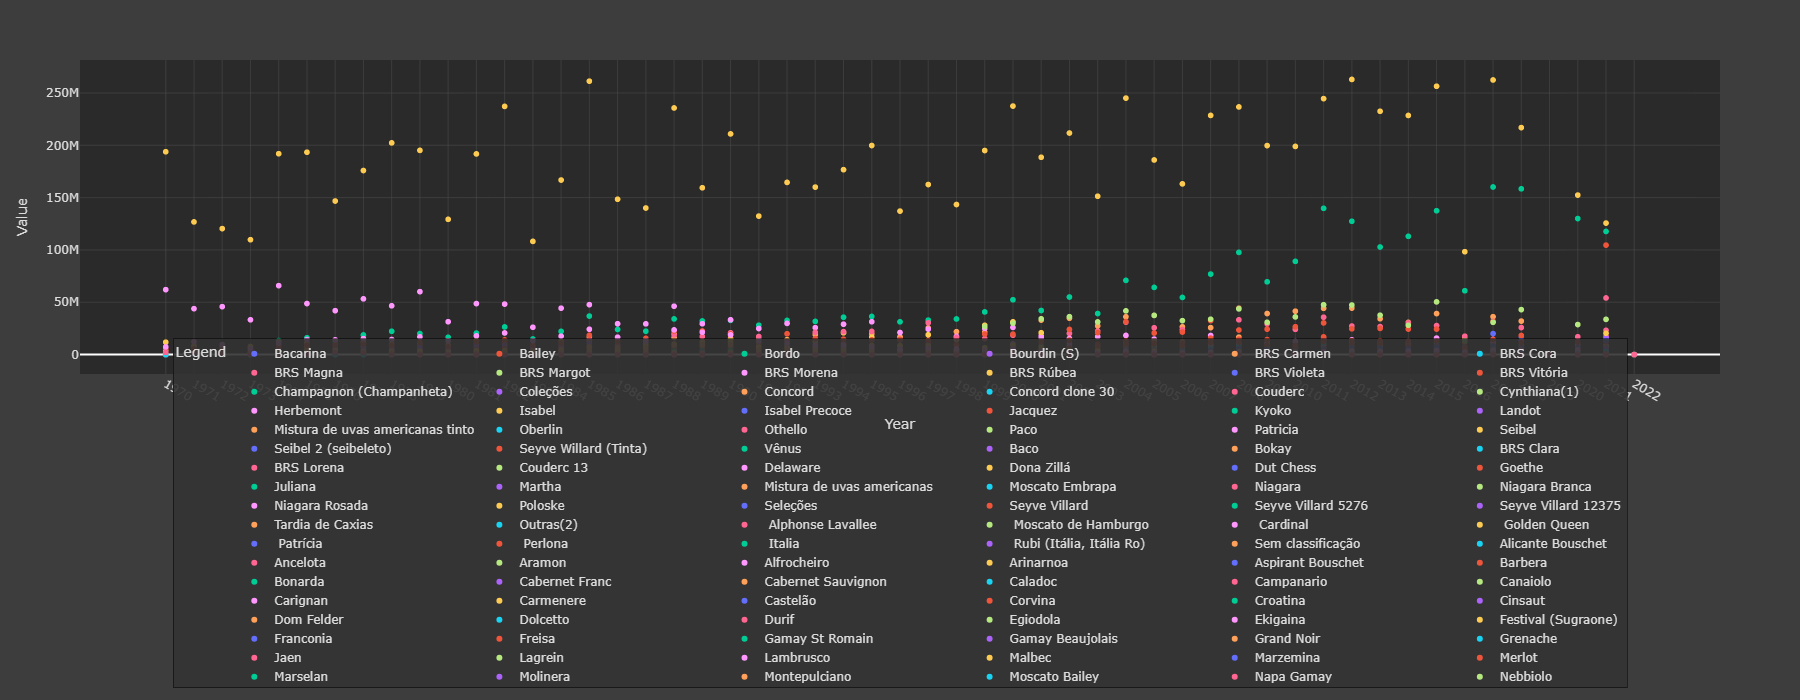 250M
200M
150M
100M
50M
0
Value
1970
2022
Year
Legend
Bacarina Bailey Bordo Bourdin (S) BRS Carmen BRS Cora
BRS Magna BRS Margot BRS Morena BRS Rúbea BRS Violeta BRS Vitória
Champagnon (Champanheta) Coleções Concord Concord clone 30 Couderc Cynthiana(1)
Herbemont Isabel Isabel Precoce Jacquez Kyoko Landot
Mistura de uvas americanas tinto Oberlin Othello Paco Patricia Seibel
Seibel 2 (seibeleto) Seyve Willard (Tinta) Vênus Baco Bokay BRS Clara
BRS Lorena Couderc 13 Delaware Dona Zillá Dut Chess Goethe
Juliana Martha Mistura de uvas americanas Moscato Embrapa Niagara Niagara Branca
Niagara Rosada Poloske Seleções Seyve Villard Seyve Villard 5276 Seyve Villard 12375
Tardia de Caxias Outras(2) Alphonse Lavallee Moscato de Hamburgo Cardinal Golden Queen
Patrícia Perlona Italia Rubi (Itália, Itália Ro) Sem classificação Alicante Bouschet
Ancelota Aramon Alfrocheiro Arinarnoa Aspirant Bouschet Barbera
Bonarda Cabernet Franc Cabernet Sauvignon Caladoc Campanario Canaiolo
Carignan Carmenere Castelão Corvina Croatina Cinsaut
Dom Felder Dolcetto Durif Egiodola Ekigaina Festival (Sugraone)
Franconia Freisa Gamay St Romain Gamay Beaujolais Grand Noir Grenache
Jaen Lagrein Lambrusco Malbec Marzemina Merlot
Marselan Molinera Montepulciano Moscato Bailey Napa Gamay Nebbiolo